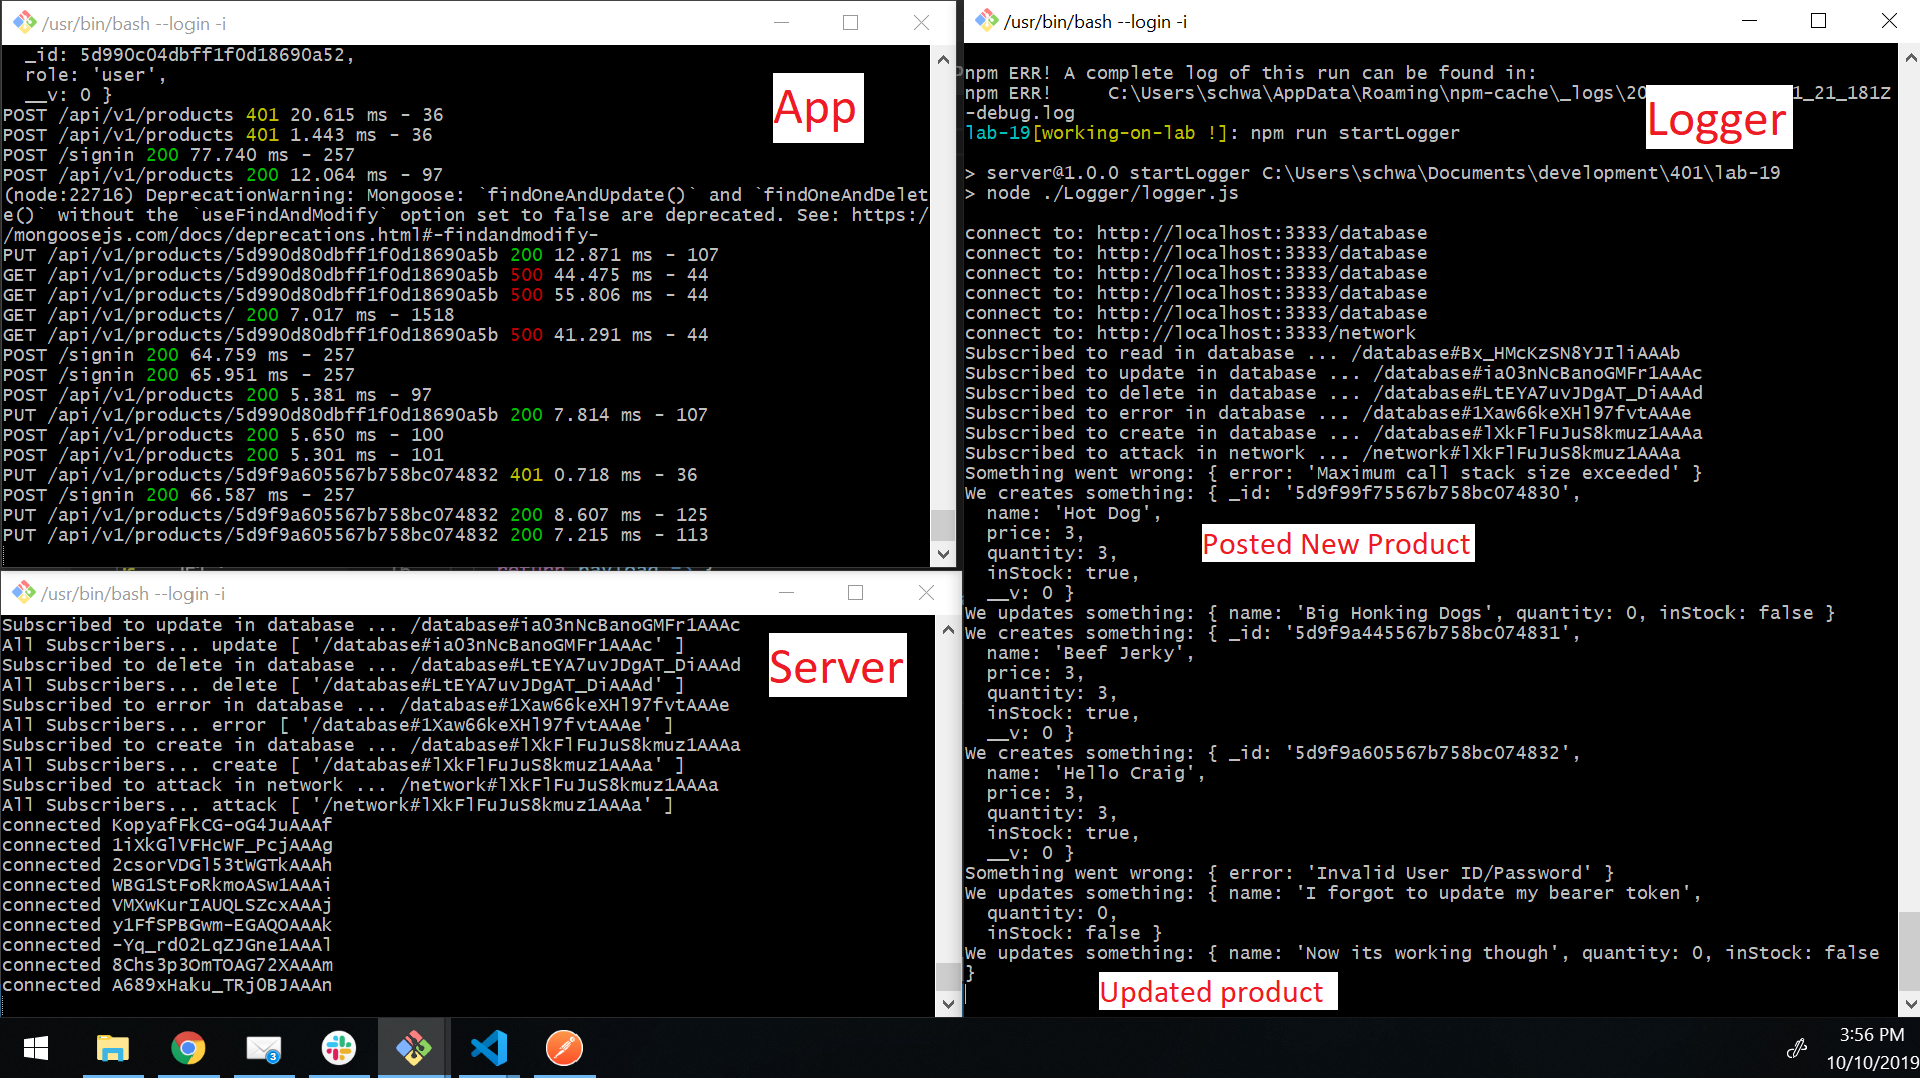 /usr/bin/bash --login -i
_id: 5d990c04dbff1f0d18690a52,
role: 'user',
__v: 0 }
POST /api/v1/products 401 20.615 ms - 36
POST /api/v1/products 401 1.443 ms - 36
POST /signin 200 77.740 ms - 257
POST /api/v1/products 200 12.064 ms - 97
(node:22716) DeprecationWarning: Mongoose: `findOneAndUpdate()` and `findOneAndDelet
e()` without the `useFindAndModify` option set to false are deprecated. See: https:/
/mongoosejs.com/docs/deprecations.html#-findandmodify-
PUT /api/v1/products/5d990d80dbff1f0d18690a5b 200 12.871 ms - 107
GET /api/v1/products/5d990d80dbff1f0d18690a5b 500 44.475 ms - 44
GET /api/v1/products/5d990d80dbff1f0d18690a5b 500 55.806 ms - 44
GET /api/v1/products/ 200 7.017 ms - 1518
GET /api/v1/products/5d990d80dbff1f0d18690a5b 500 41.291 ms - 44
POST /signin 200 64.759 ms - 257
POST /signin 200 65.951 ms - 257
POST /api/v1/products 200 5.381 ms - 97
PUT /api/v1/products/5d990d80dbff1f0d18690a5b 200 7.814 ms - 107
POST /api/v1/products 200 5.650 ms - 100
POST /api/v1/products 200 5.301 ms - 101
PUT /api/v1/products/5d9f9a605567b758bc074832 401 0.718 ms - 36
POST /signin 200 66.587 ms - 257
PUT /api/v1/products/5d9f9a605567b758bc074832 200 8.607 ms - 125
PUT /api/v1/products/5d9f9a605567b758bc074832 200 7.215 ms - 113
App
/usr/bin/bash --login -i
Subscribed to update in database ... /database#ia03nNcBanoGMFr1AAAc
All Subscribers... update [ '/database#ia03nNcBanoGMFr1AAAc' ]
Subscribed to delete in database ... /database#LtEYA7uvJDgAT_DiAAAd
All Subscribers... delete [ '/database#LtEYA7uvJDgAT_DiAAAd' ]
Subscribed to error in database ... /database#1Xaw66keXHl97fvtAAAe
All Subscribers... error [ '/database#1Xaw66keXHl97fvtAAAe' ]
Subscribed to create in database ... /database#lXkFlFuJuS8kmuz1AAAa
All Subscribers... create [ '/database#lXkFlFuJuS8kmuz1AAAa' ]
Subscribed to attack in network ... /network#lXkFlFuJuS8kmuz1AAAa
All Subscribers... attack [ '/network#lXkFlFuJuS8kmuz1AAAa' ]
connected KopyafFkCG-oG4JuAAAf
connected 1iXkGlVFHcWF_PcjAAAg
connected 2csorVDGl53tWGTkAAAh
connected WBG1StFoRkmoASw1AAAi
connected VMXwKurIAUQLSZcxAAAj
connected y1FfSPBGwm-EGAQOAAAk
connected -Yq_rd02LqZJGne1AAAl
connected 8Chs3p3OmTOAG72XAAAm
connected A689xHaku_TRj0BJAAAn
Server
/usr/bin/bash --login -i
npm ERR! A complete log of this run can be found in:
npm ERR!     C:\Users\schwa\AppData\Roaming\npm-cache\_logs\20 1_21_181Z
-debug.log
lab-19[working-on-lab !]: npm run startLogger
> server@1.0.0 startLogger C:\Users\schwa\Documents\development\401\lab-19
> node ./Logger/logger.js
connect to: http://localhost:3333/database
connect to: http://localhost:3333/database
connect to: http://localhost:3333/database
connect to: http://localhost:3333/database
connect to: http://localhost:3333/database
connect to: http://localhost:3333/network
Subscribed to read in database ... /database#Bx_HMcKzSN8YJIliAAAb
Subscribed to update in database ... /database#ia03nNcBanoGMFr1AAAc
Subscribed to delete in database ... /database#LtEYA7uvJDgAT_DiAAAd
Subscribed to error in database ... /database#1Xaw66keXHl97fvtAAAe
Subscribed to create in database ... /database#lXkFlFuJuS8kmuz1AAAa
Subscribed to attack in network ... /network#lXkFlFuJuS8kmuz1AAAa
Something went wrong: { error: 'Maximum call stack size exceeded' }
We creates something: { _id: '5d9f99f75567b758bc074830',
name: 'Hot Dog',
price: 3,
quantity: 3,
inStock: true,
__v: 0 }
We updates something: { name: 'Big Honking Dogs', quantity: 0, inStock: false }
We creates something: { _id: '5d9f9a445567b758bc074831',
name: 'Beef Jerky',
price: 3,
quantity: 3,
inStock: true,
__v: 0 }
We creates something: { _id: '5d9f9a605567b758bc074832',
name: 'Hello Craig',
price: 3,
quantity: 3,
inStock: true,
__v: 0 }
Something went wrong: { error: 'Invalid User ID/Password' }
We updates something: { name: 'I forgot to update my bearer token',
quantity: 0,
inStock: false }
We updates something: { name: 'Now its working though', quantity: 0, inStock: false
}
Logger
Posted New Product
Updated product
3
3:56 PM
10/10/2019